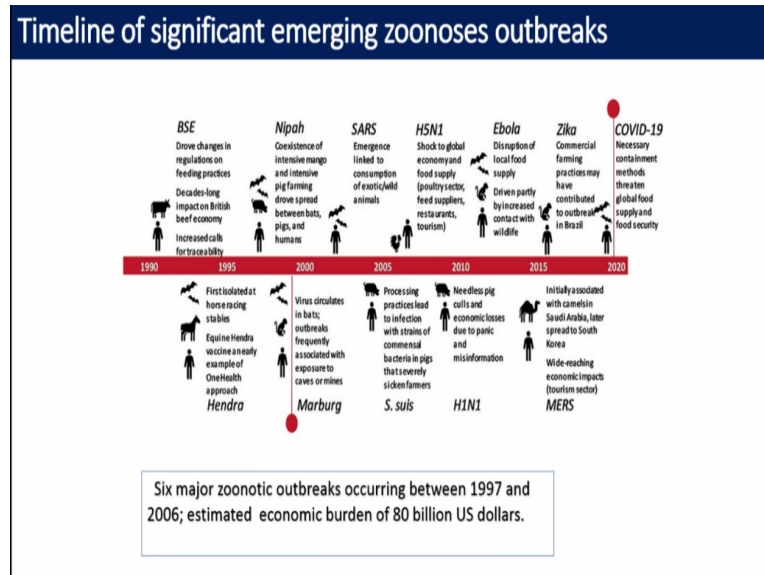 Timeline of significant emerging zoonoses outbreaks
BSE
Drove changes in
regulations on
feeding practices
Decades-long
impact on British
beef economy
Increased calls
for traceability
Nipah
Coexistence of
intensive mango
and intensive
pig farming
drove spread
between bats,
pigs, and
humans
SARS
Emergence
linked to
consumption
of exotic/wild
animals
H5N1
Shock to global
economy and
food supply
(poultry sector,
feed suppliers,
restaurants,
tourism)
Ebola
Disruption of
local food
supply
Driven partly
by increased
contact with
wildlife
Zika
Commercial
farming
practices may
have
contributed
to outbreak
in Brazil
COVID-19
Necessary
containment
methods
threaten
global food
supply and
food security
1990 1995 2000 2005 2010 2015 2020
First isolated at
horse racing
stables
Equine Hendra
vaccine an early
example of
OneHealth
approach
Hendra
Virus circulates
in bats;
outbreaks
frequently
associated with
exposure to
caves or mines
Marburg
Processing
practices lead
to infection
with strains of
commensal
bacteria in pigs
that severely
sicken farmers
S. suis
Needless pig
culls and
economic losses
due to panic
and
misinformation
H1N1
Initially associated
with camels in
Saudi Arabia, later
spread to South
Korea
Wide-reaching
economic impacts
(tourism sector)
MERS
Six major zoonotic outbreaks occurring between 1997 and
2006; estimated economic burden of 80 billion US dollars.